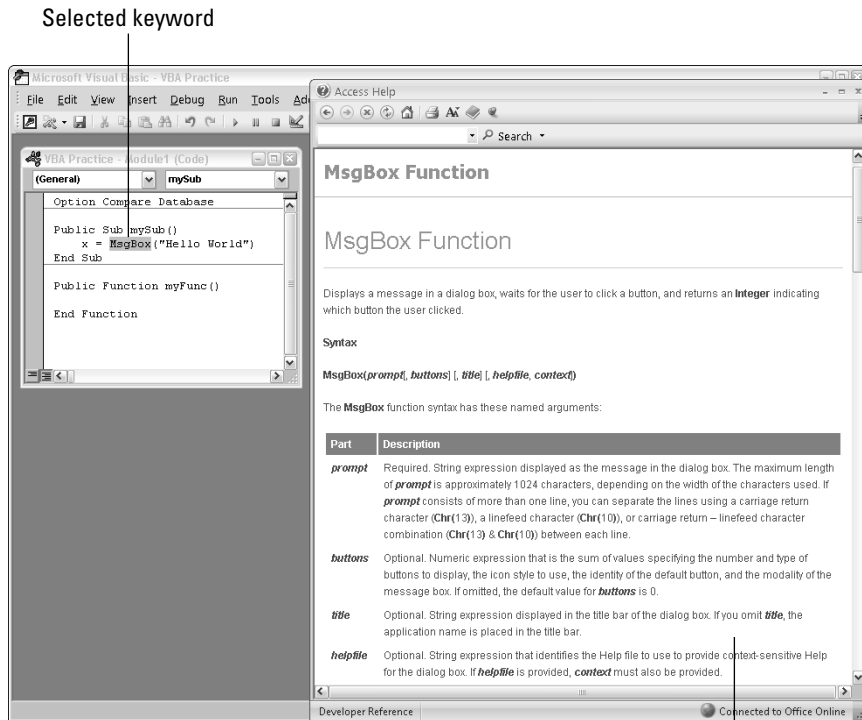 Selected keyword
Microsoft Visual Basic - VBA Practice
File Edit View Insert Debug Run Tools
VBA Practice - Module1 (Code)
(General) mySub
Option Compare Database
Public Sub mySub()
x = MsgBox("Hello World")
End Sub
Public Function myFunc()
End Function
Access Help
Search
MsgBox Function
MsgBox Function
Displays a message in a dialog box, waits for the user to click a button, and returns an Integer indicating
which button the user clicked.
Syntax
MsgBox(prompt[, buttons] [, title] [, helpfile, context])
The MsgBox function syntax has these named arguments:
Part Description
prompt Required. String expression displayed as the message in the dialog box. The maximum length
of prompt is approximately 1024 characters, depending on the width of the characters used. If
prompt consists of more than one line, you can separate the lines using a carriage return
character (Chr(13)), a linefeed character (Chr(10)), or carriage return – linefeed character
combination (Chr(13) & Chr(10)) between each line.
buttons Optional. Numeric expression that is the sum of values specifying the number and type of
buttons to display, the icon style to use, the identity of the default button, and the modality of the
message box. If omitted, the default value for buttons is 0.
title Optional. String expression displayed in the title bar of the dialog box. If you omit title, the
application name is placed in the title bar.
helpfile Optional. String expression that identifies the Help file to use to provide context-sensitive Help
for the dialog box. If helpfile is provided, context must also be provided.
Developer Reference
Connected to Office Online